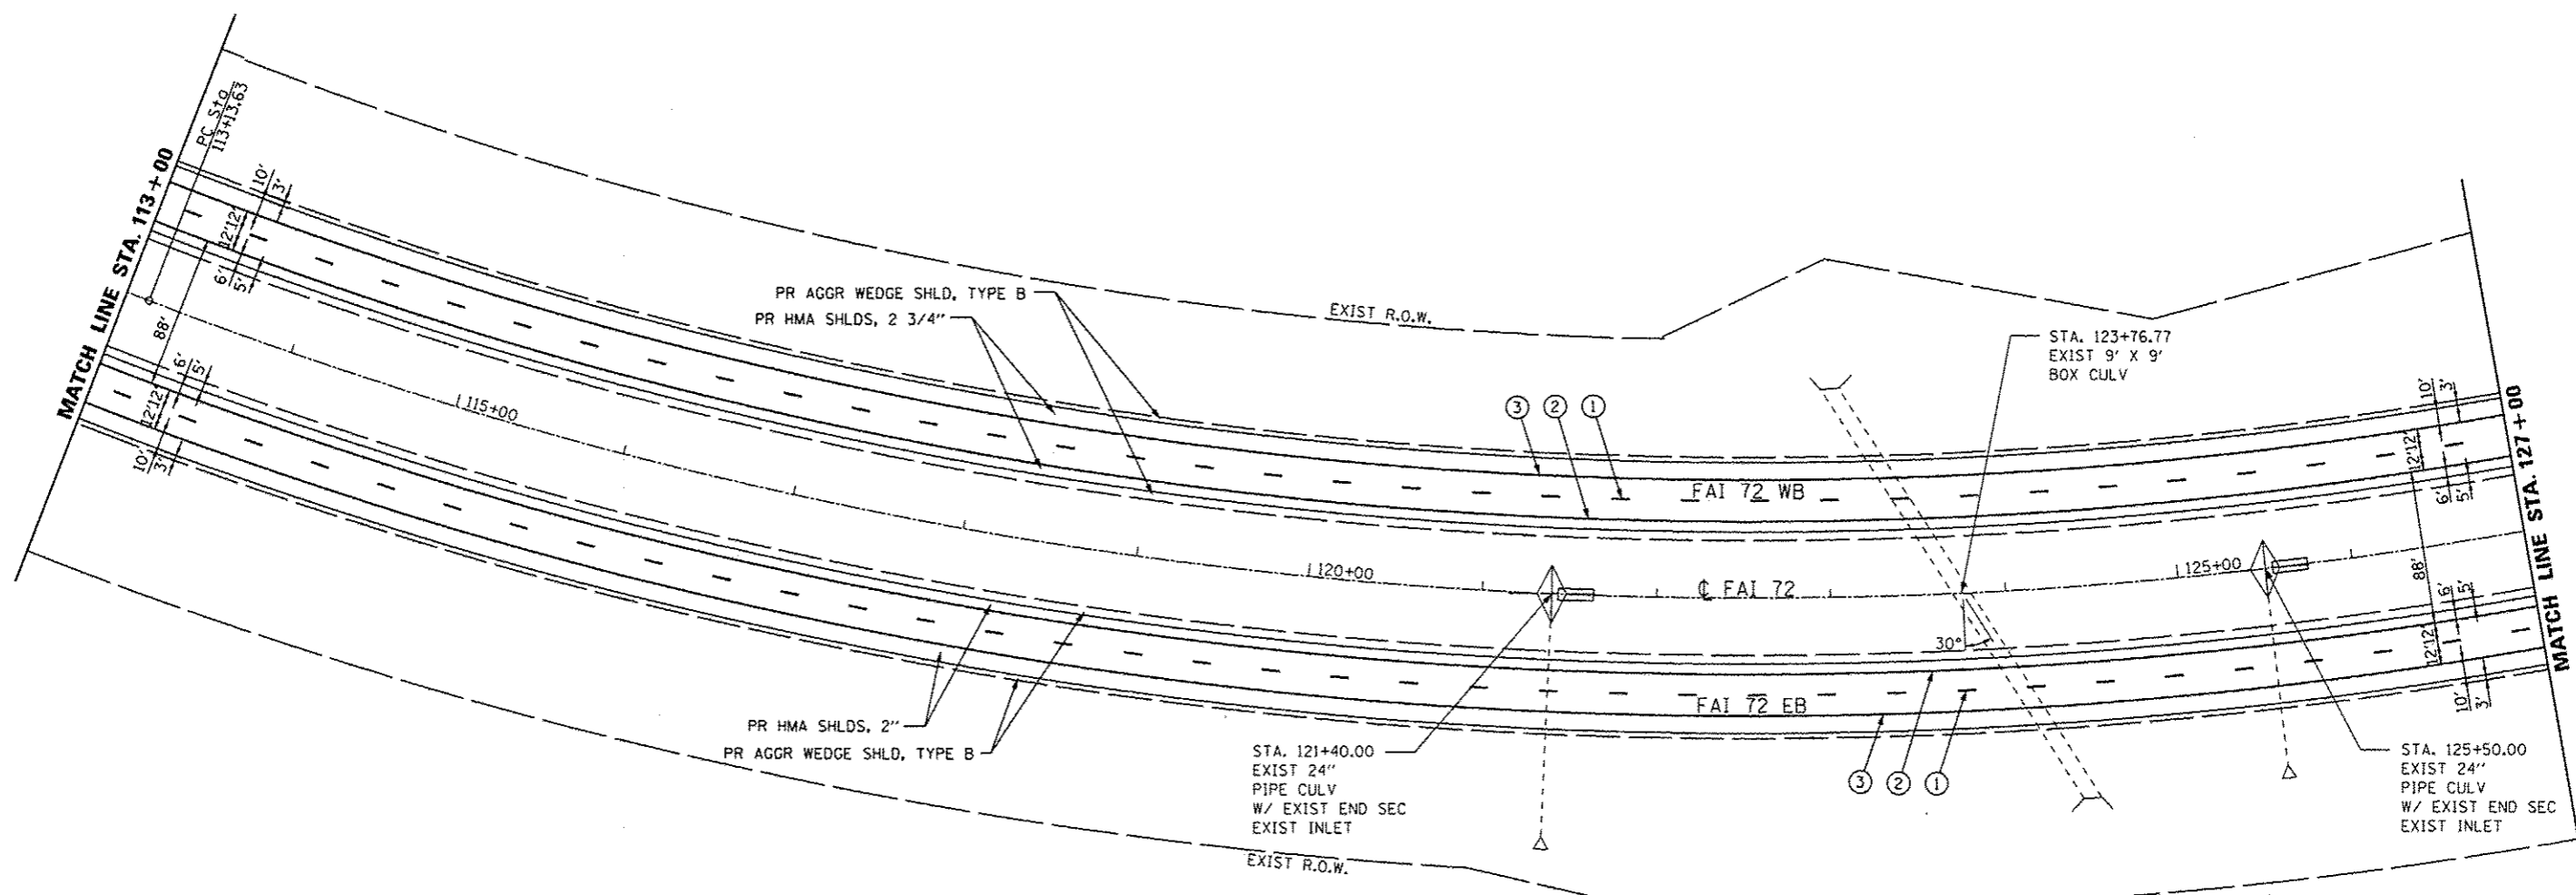 MATCH LINE STA. 113+00
PC Sta
113+13.63
10'
3'
12'12'
6'
5'
88'
6'
5'
12'12'
10'
3'
115+00
PR AGGR WEDGE SHLD, TYPE B
PR HMA SHLDS, 2 3/4"
EXIST R.O.W.
STA. 123+76.77
EXIST 9' X 9'
BOX CULV
3 2 1
FAI 72 WB
10'
3'
12'12'
6'
5'
MATCH LINE STA. 127+00
120+00
℄ FAI 72
125+00
88'
6'
5'
12'12'
10'
3'
30°
FAI 72 EB
PR HMA SHLDS, 2"
PR AGGR WEDGE SHLD, TYPE B
STA. 121+40.00
EXIST 24"
PIPE CULV
W/ EXIST END SEC
EXIST INLET
3 2 1
STA. 125+50.00
EXIST 24"
PIPE CULV
W/ EXIST END SEC
EXIST INLET
EXIST R.O.W.